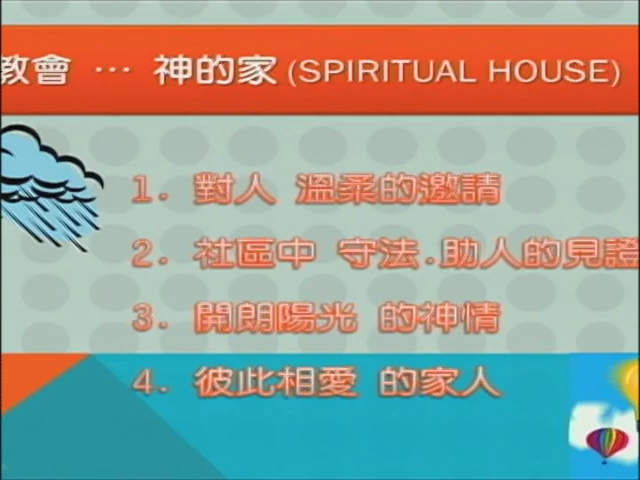 教會 … 神的家 (SPIRITUAL HOUSE)
1. 對人 溫柔的邀請
2. 社區中 守法.助人的見證
3. 開朗陽光 的神情
4. 彼此相愛 的家人